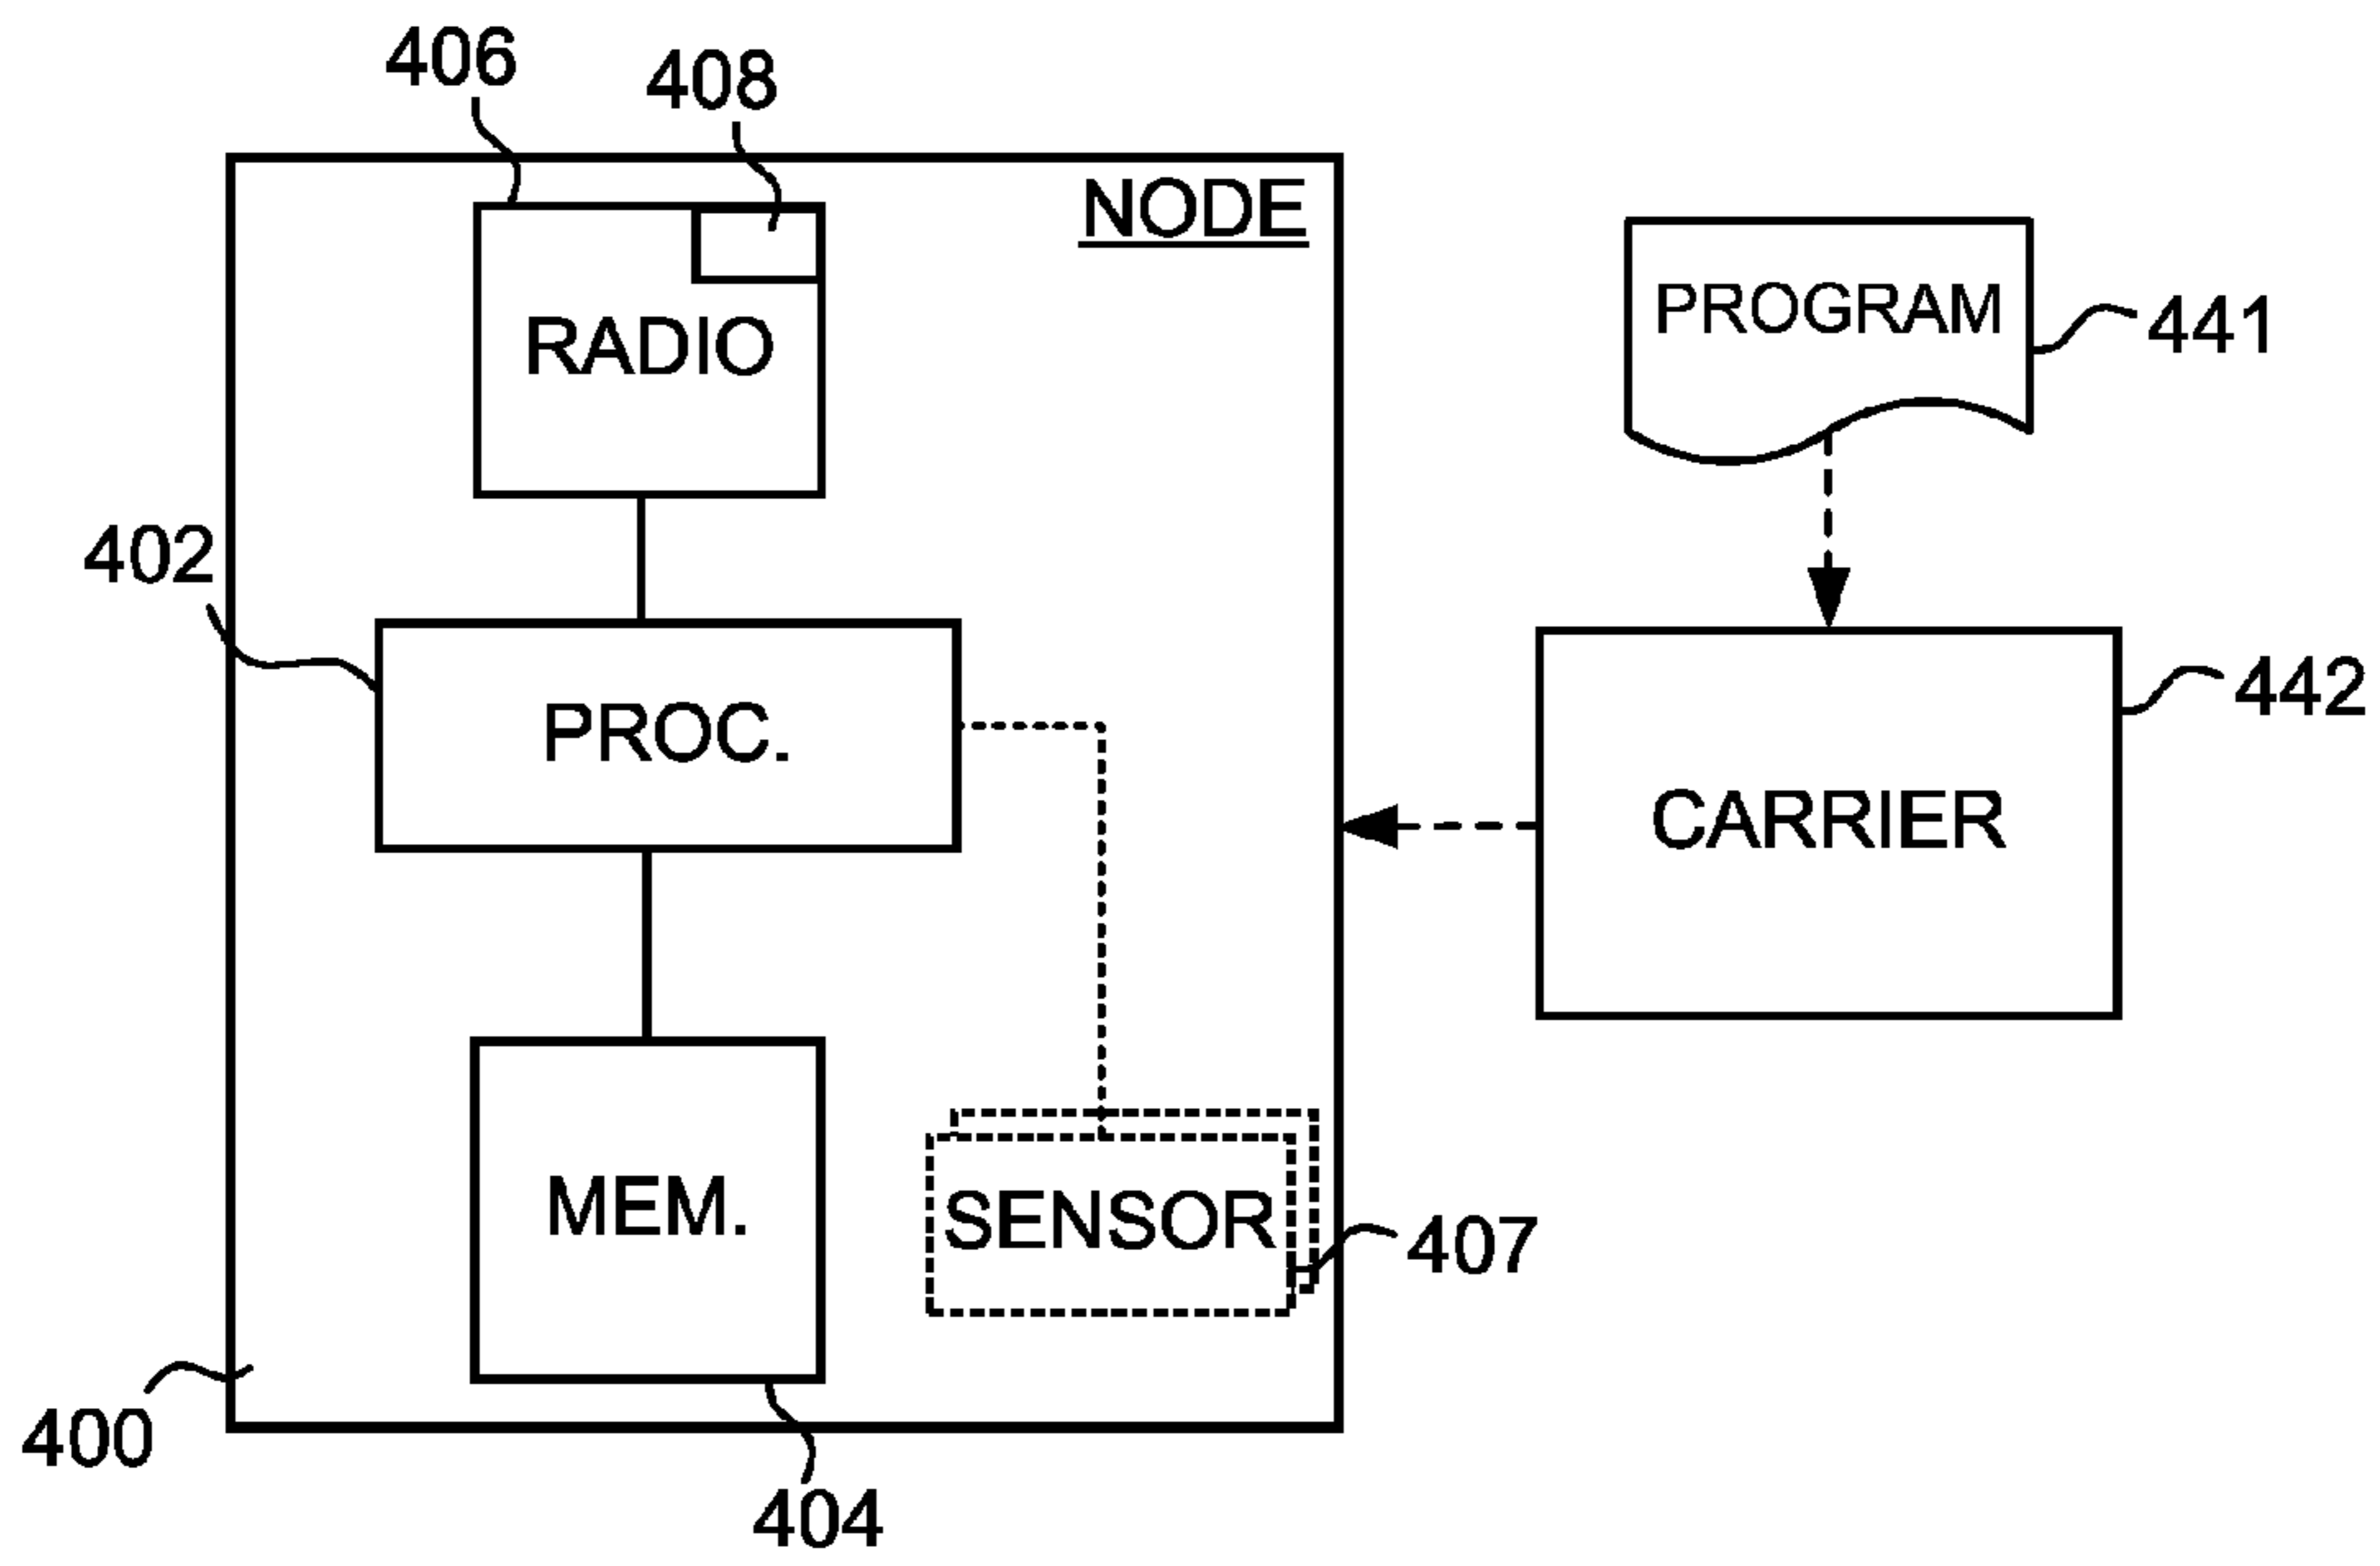 406
408
NODE
RADIO
PROGRAM
441
402
PROC.
442
CARRIER
MEM.
SENSOR
407
400
404